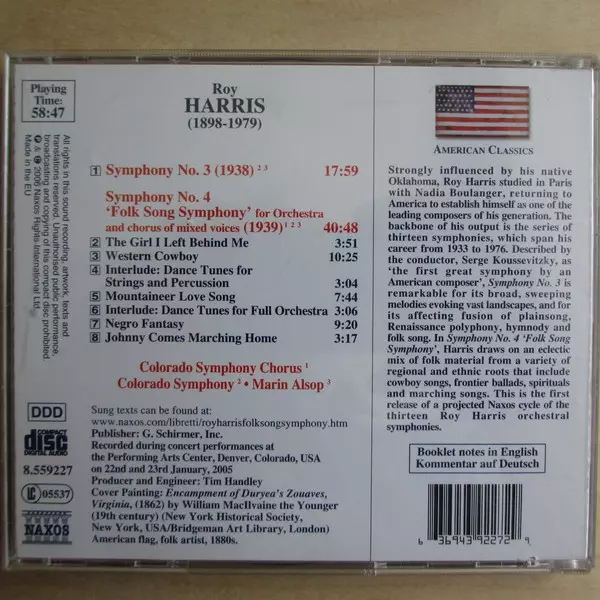 Playing
Time:
58:47
All rights in this sound recording, artwork, texts and
translations reserved. Unauthorised public performance,
broadcasting and copying of this compact disc prohibited.
℗ & © 2006 Naxos Rights International Ltd.
Made in the EU
Roy
HARRIS
(1898-1979)
1 Symphony No. 3 (1938) 2 3 17:59
Symphony No. 4
‘Folk Song Symphony’ for Orchestra
and chorus of mixed voices (1939) 1 2 3 40:48
2 The Girl I Left Behind Me 3:51
3 Western Cowboy 10:25
4 Interlude: Dance Tunes for
Strings and Percussion 3:04
5 Mountaineer Love Song 7:44
6 Interlude: Dance Tunes for Full Orchestra 3:06
7 Negro Fantasy 9:20
8 Johnny Comes Marching Home 3:17
Colorado Symphony Chorus 1
Colorado Symphony 2 • Marin Alsop 3
DDD
COMPACT
disc
DIGITAL AUDIO
8.559227
LC 05537
NAXOS
Sung texts can be found at:
www.naxos.com/libretti/royharrisfolksongsymphony.htm
Publisher: G. Schirmer, Inc.
Recorded during concert performances at
the Performing Arts Center, Denver, Colorado, USA
on 22nd and 23rd January, 2005
Producer and Engineer: Tim Handley
Cover Painting: Encampment of Duryea's Zouaves,
Virginia, (1862) by William MacIlvaine the Younger
(19th century) (New York Historical Society,
New York, USA/Bridgeman Art Library, London)
American flag, folk artist, 1880s.
AMERICAN CLASSICS
Strongly influenced by his native
Oklahoma, Roy Harris studied in Paris
with Nadia Boulanger, returning to
America to establish himself as one of the
leading composers of his generation. The
backbone of his output is the series of
thirteen symphonies, which span his
career from 1933 to 1976. Described by
the conductor, Serge Koussevitzky, as
‘the first great symphony by an
American composer’, Symphony No. 3 is
remarkable for its broad, sweeping
melodies evoking vast landscapes, and for
its affecting fusion of plainsong,
Renaissance polyphony, hymnody and
folk song. In Symphony No. 4 ‘Folk Song
Symphony’, Harris draws on an eclectic
mix of folk material from a variety of
regional and ethnic roots that include
cowboy songs, frontier ballads, spirituals
and marching songs. This is the first
release of a projected Naxos cycle of the
thirteen Roy Harris orchestral
symphonies.
Booklet notes in English
Kommentar auf Deutsch
6 36943 92272 9